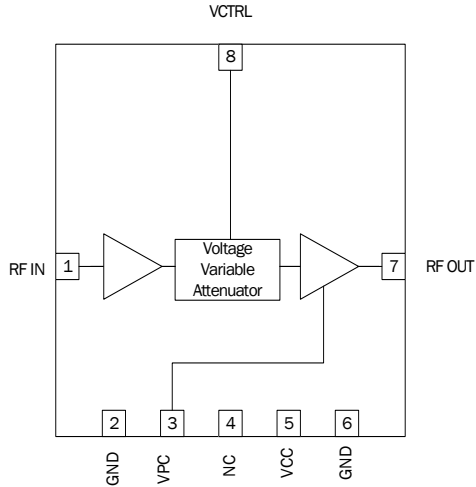 VCTRL
8
Voltage
Variable
Attenuator
RF IN
1
7
RF OUT
2
3
4
5
6
GND
VPC
NC
VCC
GND